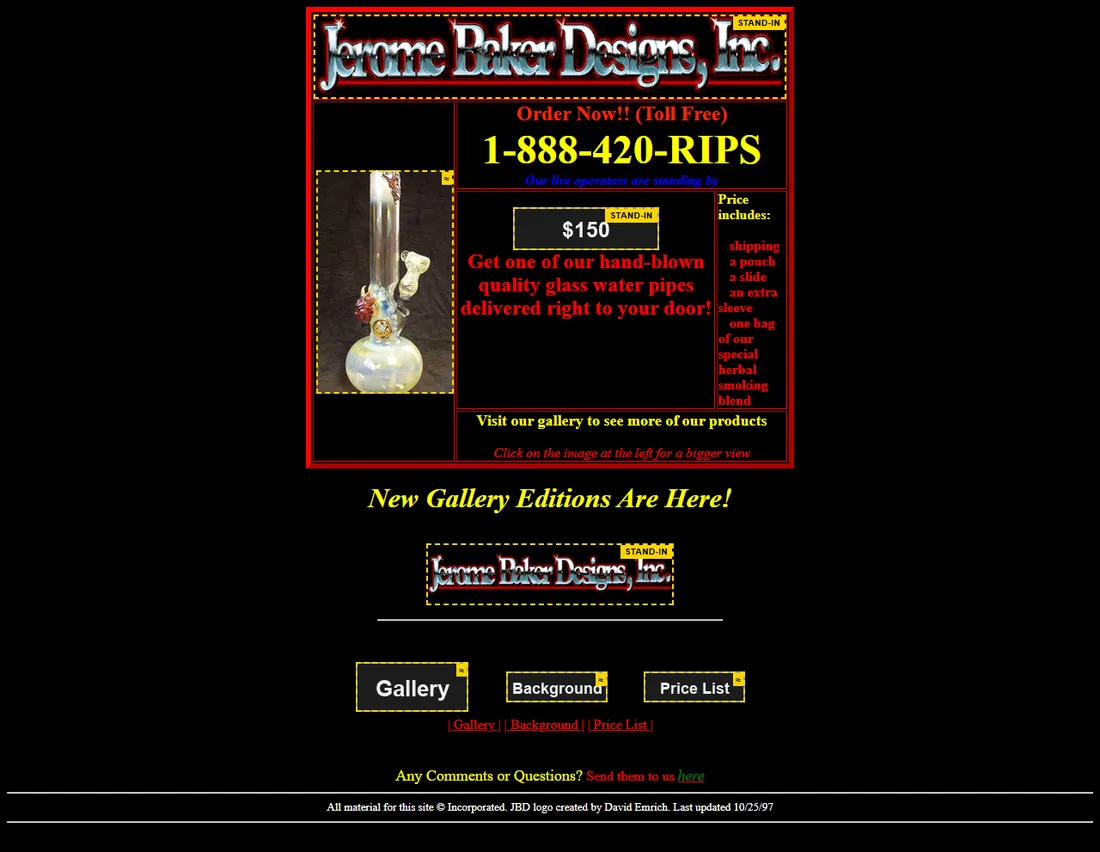 Jerome Baker Designs, Inc.
STAND-IN
Order Now!! (Toll Free)
1-888-420-RIPS
Our live operators are standing by
≈
STAND-IN
$150
Get one of our hand-blown
quality glass water pipes
delivered right to your door!
Price
includes:
shipping
a pouch
a slide
an extra
sleeve
one bag
of our
special
herbal
smoking
blend
Visit our gallery to see more of our products
Click on the image at the left for a bigger view
New Gallery Editions Are Here!
STAND-IN
Jerome Baker Designs, Inc.
Gallery ≈
Background ≈
Price List ≈
| Gallery | | Background | | Price List |
Any Comments or Questions? Send them to us here
All material for this site © Incorporated. JBD logo created by David Emrich. Last updated 10/25/97